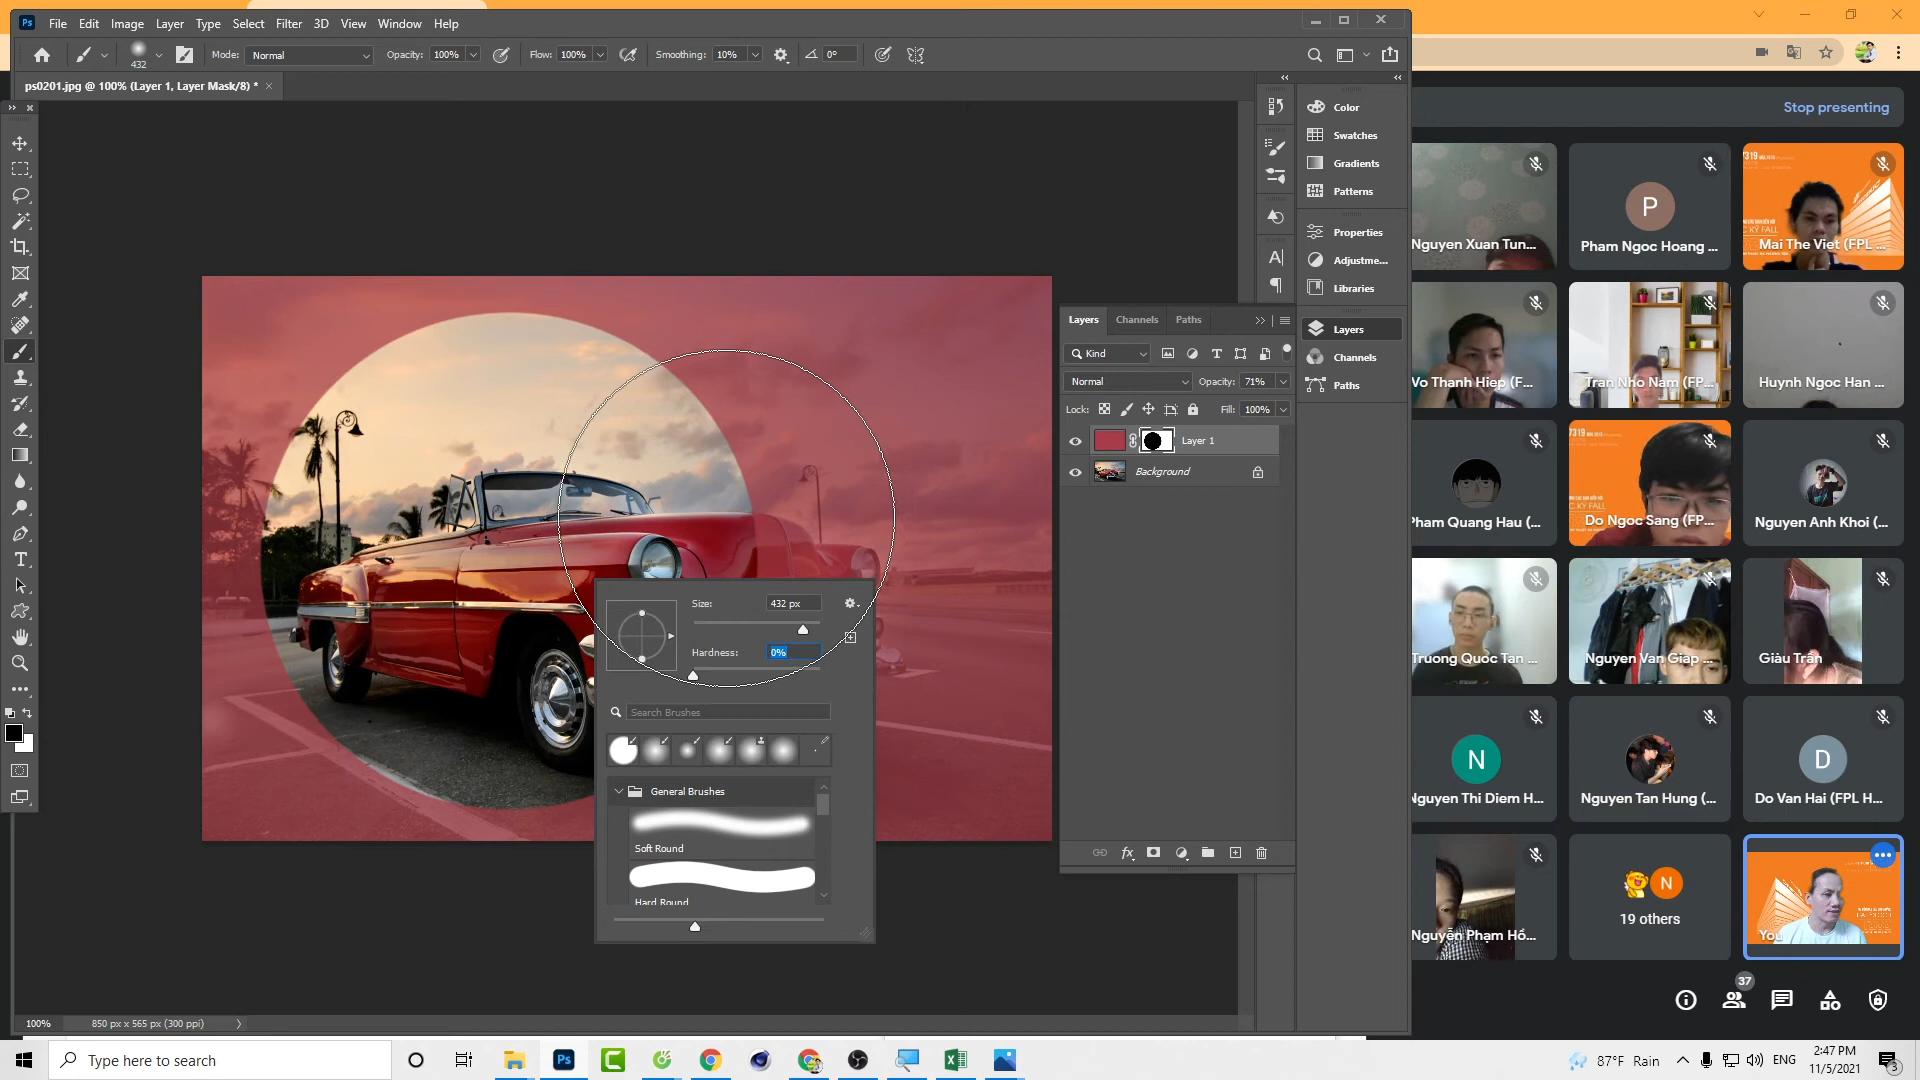 Ps File Edit Image Layer Type Select Filter 3D View Window Help
432 Mode: Normal Opacity: 100% Flow: 100% Smoothing: 10% 0°
ps0201.jpg @ 100% (Layer 1, Layer Mask/8) * ×
Color
Swatches
Gradients
Patterns
Properties
Adjustme...
Libraries
Layers
Channels
Paths
Layers Channels Paths
Kind
Normal Opacity: 71%
Lock: Fill: 100%
Layer 1
Background
Size: 432 px
Hardness: 0%
Search Brushes
General Brushes
Soft Round
Hard Round
fx
100% 850 px x 565 px (300 ppi)
Stop presenting
Nguyen Xuan Tun...
P
Pham Ngoc Hoang ...
Mai The Viet (FPL ...
Vo Thanh Hiep (F...
Tran Nho Nam (FP...
Huynh Ngoc Han ...
Pham Quang Hau (...
Do Ngoc Sang (FP...
Nguyen Anh Khoi (...
Truong Quoc Tan ...
Nguyen Van Giap ...
Giàu Trần
N
Nguyen Thi Diem H...
Nguyen Tan Hung (...
D
Do Van Hai (FPL H...
Nguyễn Phạm Hồ...
N
19 others
You
37
Type here to search
Ps
87°F Rain
ENG
2:47 PM
11/5/2021
3